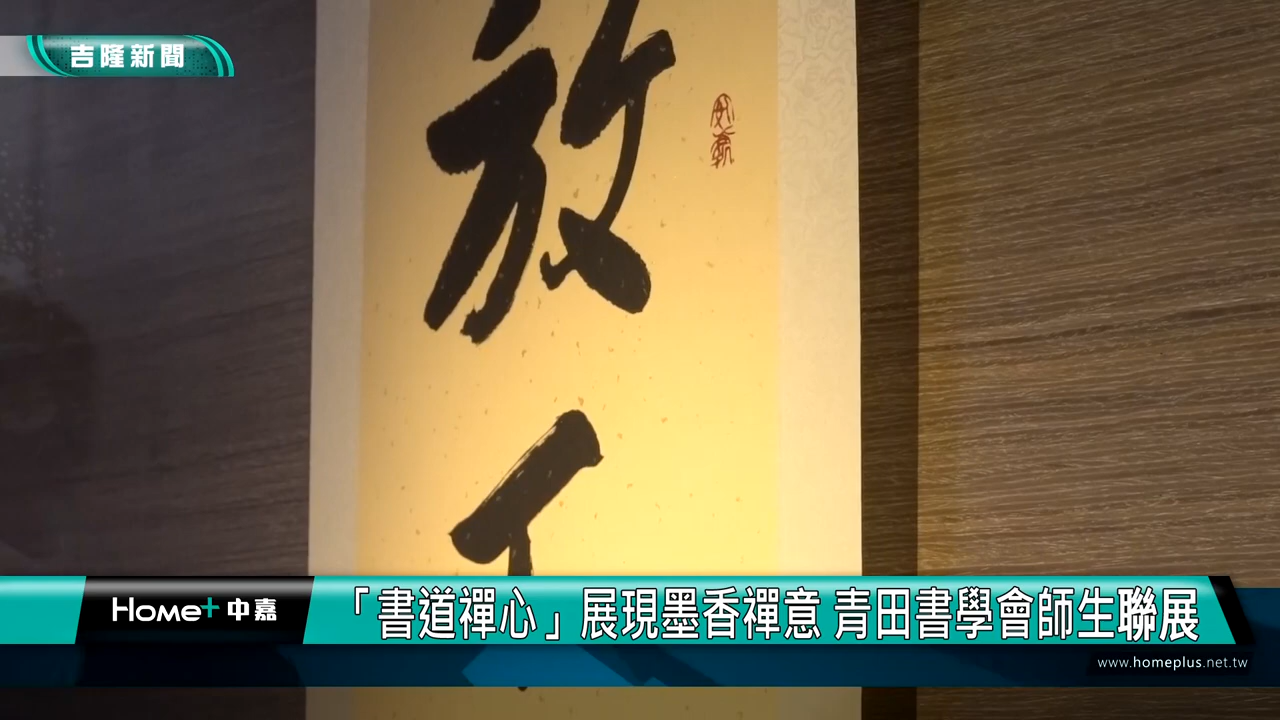 吉隆新聞
放
下
Home+ 中嘉
「書道禪心」展現墨香禪意 青田書學會師生聯展
www.homeplus.net.tw